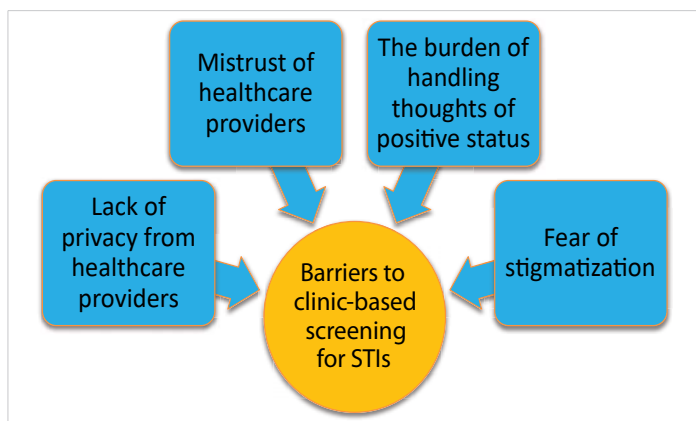 Mistrust of
healthcare
providers
The burden of
handling
thoughts of
positive status
Lack of
privacy from
healthcare
providers
Fear of
stigmatization
Barriers to
clinic-based
screening
for STIs